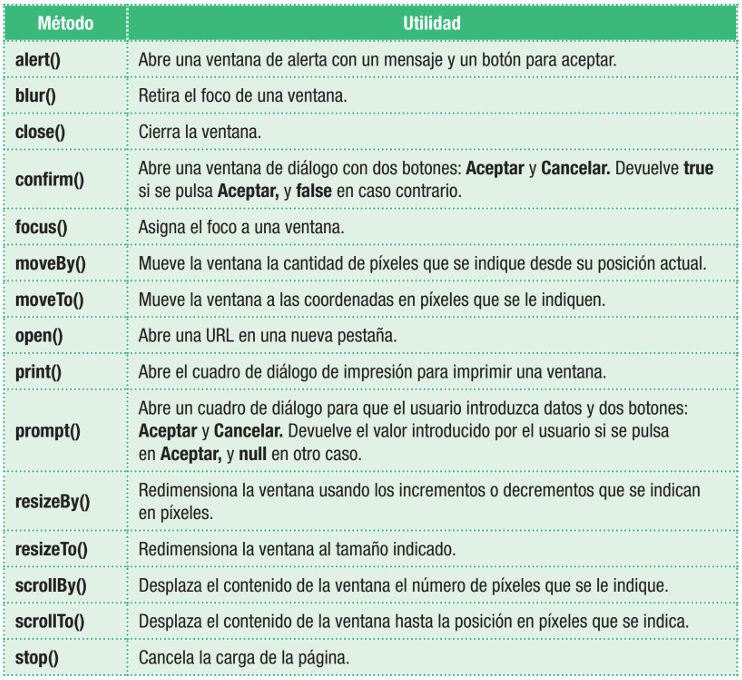 Método Utilidad
alert() Abre una ventana de alerta con un mensaje y un botón para aceptar.
blur() Retira el foco de una ventana.
close() Cierra la ventana.
confirm() Abre una ventana de diálogo con dos botones: Aceptar y Cancelar. Devuelve true
si se pulsa Aceptar, y false en caso contrario.
focus() Asigna el foco a una ventana.
moveBy() Mueve la ventana la cantidad de píxeles que se indique desde su posición actual.
moveTo() Mueve la ventana a las coordenadas en píxeles que se le indiquen.
open() Abre una URL en una nueva pestaña.
print() Abre el cuadro de diálogo de impresión para imprimir una ventana.
prompt() Abre un cuadro de diálogo para que el usuario introduzca datos y dos botones:
Aceptar y Cancelar. Devuelve el valor introducido por el usuario si se pulsa
en Aceptar, y null en otro caso.
resizeBy() Redimensiona la ventana usando los incrementos o decrementos que se indican
en píxeles.
resizeTo() Redimensiona la ventana al tamaño indicado.
scrollBy() Desplaza el contenido de la ventana el número de píxeles que se le indique.
scrollTo() Desplaza el contenido de la ventana hasta la posición en píxeles que se indica.
stop() Cancela la carga de la página.